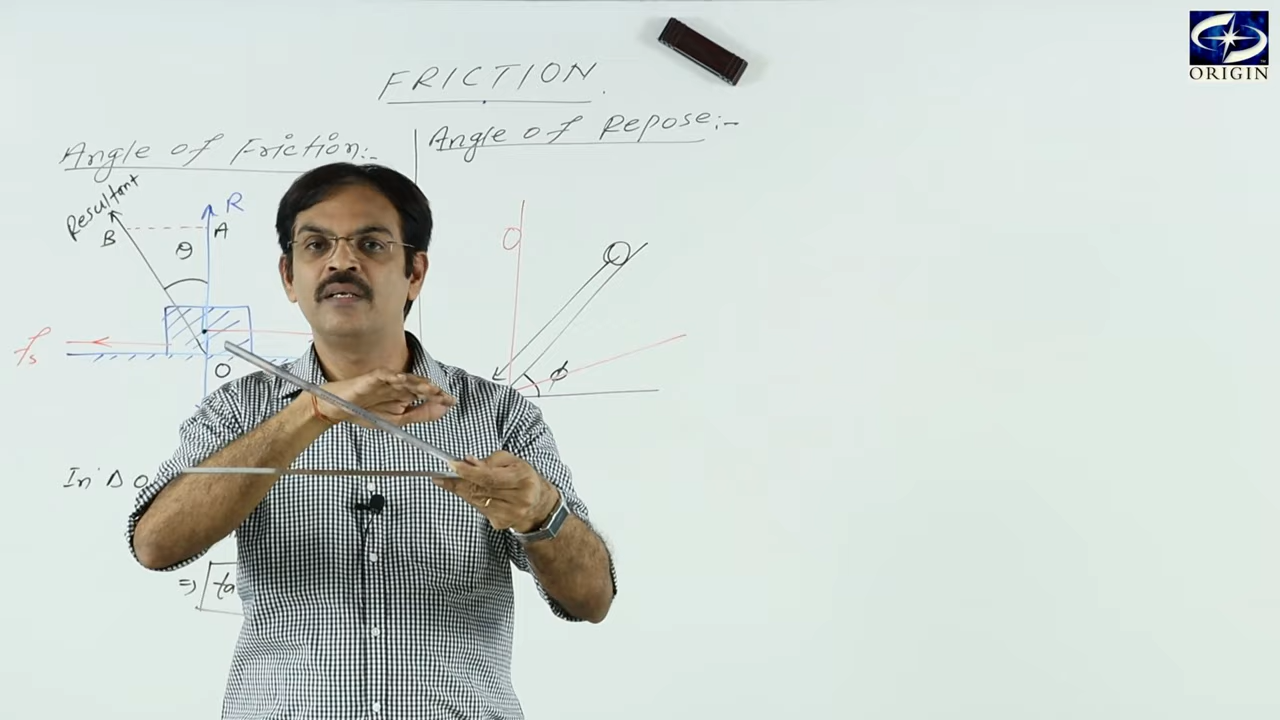 ORIGIN
FRICTION
Angle of Friction:-
Angle of Repose:-
Resultant
R
B
A
θ
fs
O
ϕ
In Δ O
⇒